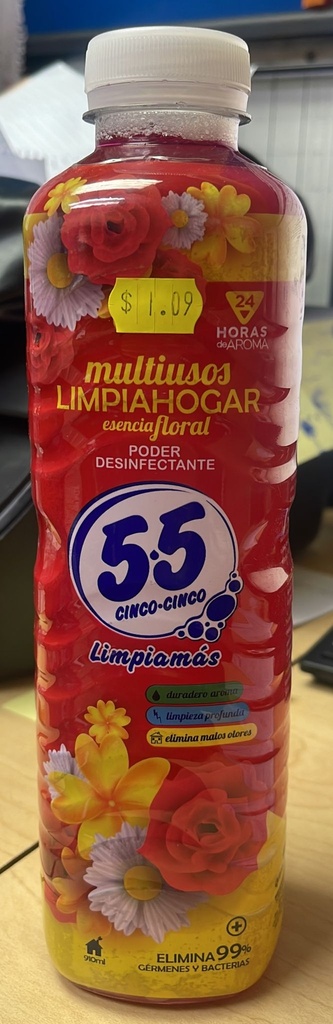 $ 1.09
24
HORAS
de AROMA
multiusos
LIMPIAHOGAR
esencia floral
PODER
DESINFECTANTE
5·5
CINCO-CINCO
Limpiamás
duradero aroma
limpieza profunda
elimina malos olores
910ml
ELIMINA 99%
GÉRMENES Y BACTERIAS